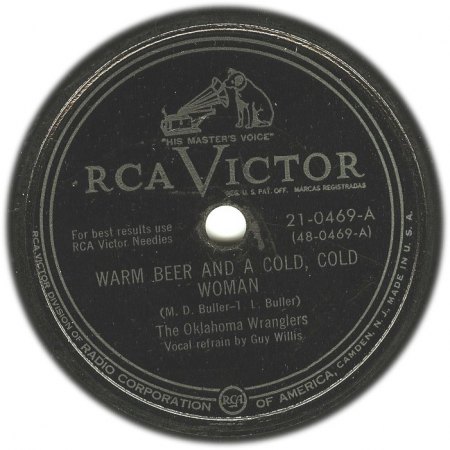 "HIS MASTER'S VOICE"
RCA VICTOR
REG. U. S. PAT. OFF. MARCAS REGISTRADAS
For best results use
RCA Victor Needles
21-0469-A
(48-0469-A)
WARM BEER AND A COLD, COLD
WOMAN
(M. D. Buller-T. L. Buller)
The Oklahoma Wranglers
Vocal refrain by Guy Willis
RCA VICTOR DIVISION OF RADIO CORPORATION OF AMERICA, CAMDEN, N. J. MADE IN U. S. A.
RCA